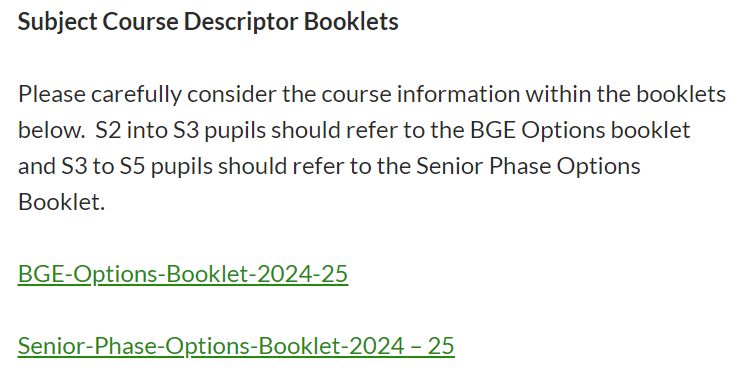 Subject Course Descriptor Booklets
Please carefully consider the course information within the booklets
below.  S2 into S3 pupils should refer to the BGE Options booklet
and S3 to S5 pupils should refer to the Senior Phase Options
Booklet.
BGE-Options-Booklet-2024-25
Senior-Phase-Options-Booklet-2024 – 25